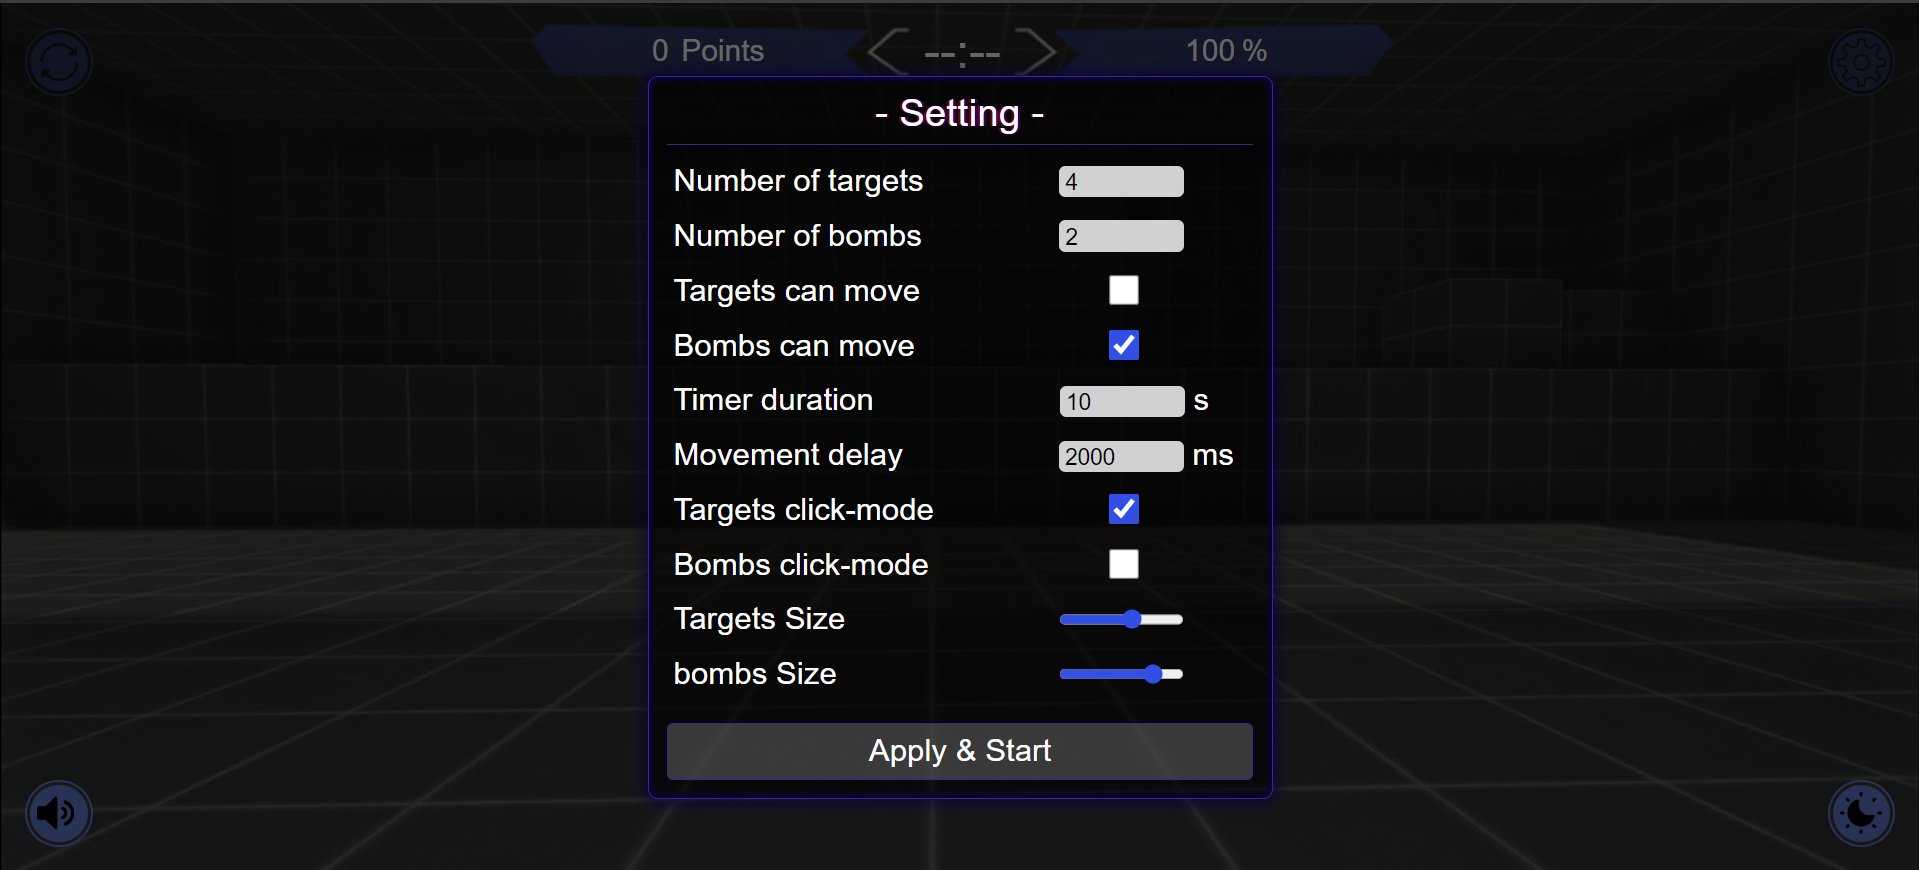 0 Points --:-- 100 %
- Setting -
Number of targets 4
Number of bombs 2
Targets can move
Bombs can move
Timer duration 10 s
Movement delay 2000 ms
Targets click-mode
Bombs click-mode
Targets Size
bombs Size
Apply & Start